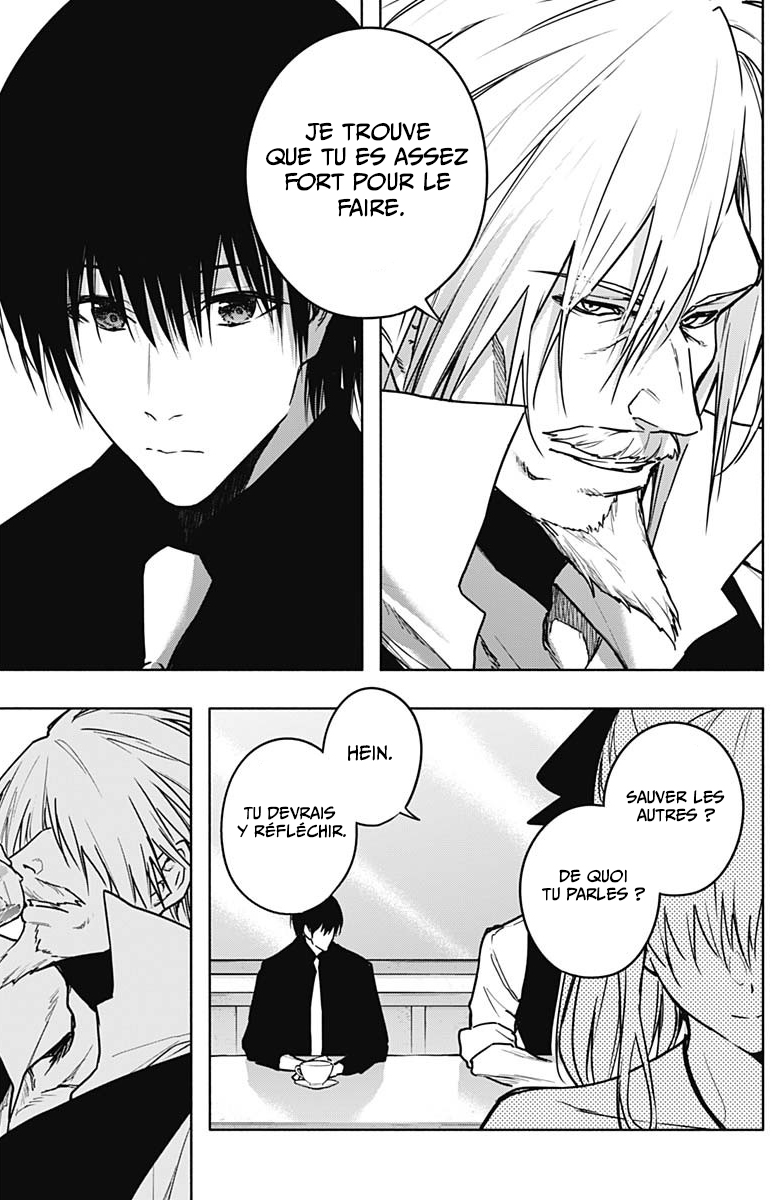 JE TROUVE
QUE TU ES ASSEZ
FORT POUR LE
FAIRE.
SAUVER LES
AUTRES ?
DE QUOI
TU PARLES ?
HEIN.
TU DEVRAIS
Y RÉFLÉCHIR.